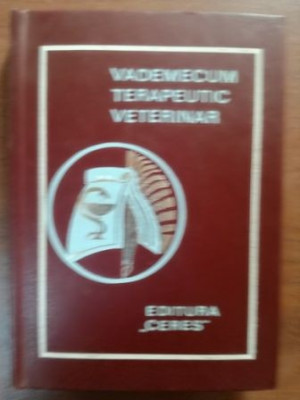 VADEMECUM
TERAPEUTIC
VETERINAR
EDITURA
„CERES”